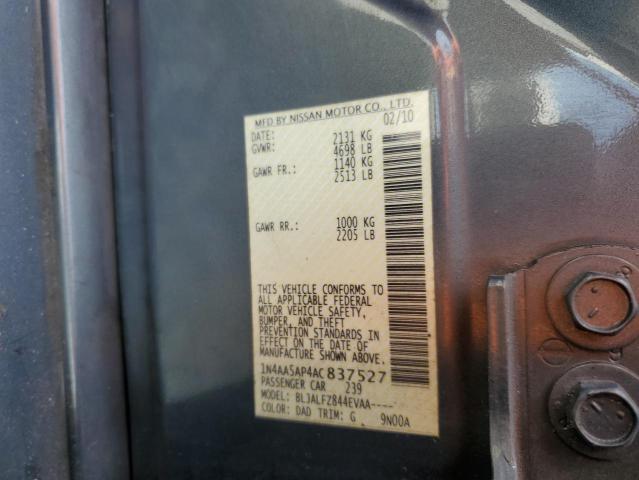 MFD BY NISSAN MOTOR CO., LTD.
DATE: 02/10
GVWR: 2131 KG
4698 LB
GAWR FR.: 1140 KG
2513 LB
GAWR RR.: 1000 KG
2205 LB
THIS VEHICLE CONFORMS TO
ALL APPLICABLE FEDERAL
MOTOR VEHICLE SAFETY,
BUMPER, AND THEFT
PREVENTION STANDARDS IN
EFFECT ON THE DATE OF
MANUFACTURE SHOWN ABOVE.
1N4AA5AP4AC 837527
PASSENGER CAR 239
MODEL: BLJALFZ844EVAA-----
COLOR: DAD TRIM: G 9N00A